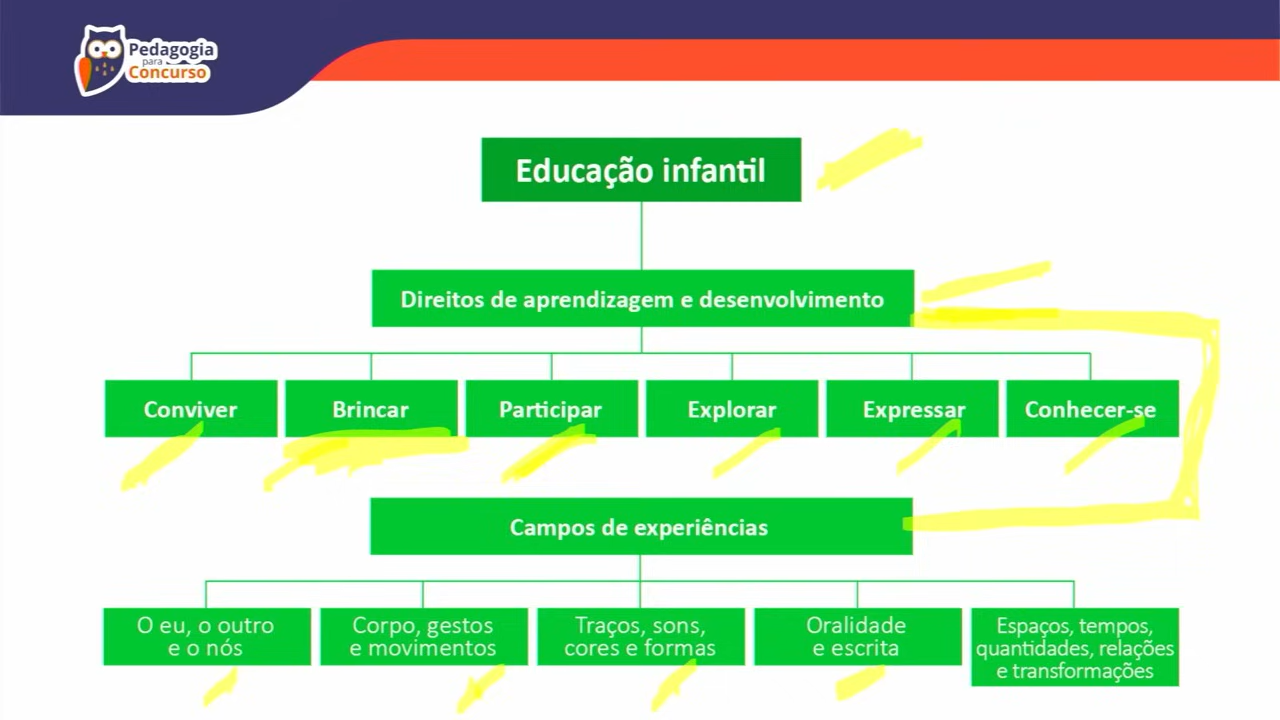 Pedagogia
para
Concurso
Educação infantil
Direitos de aprendizagem e desenvolvimento
Conviver
Brincar
Participar
Explorar
Expressar
Conhecer-se
Campos de experiências
O eu, o outro
e o nós
Corpo, gestos
e movimentos
Traços, sons,
cores e formas
Oralidade
e escrita
Espaços, tempos,
quantidades, relações
e transformações